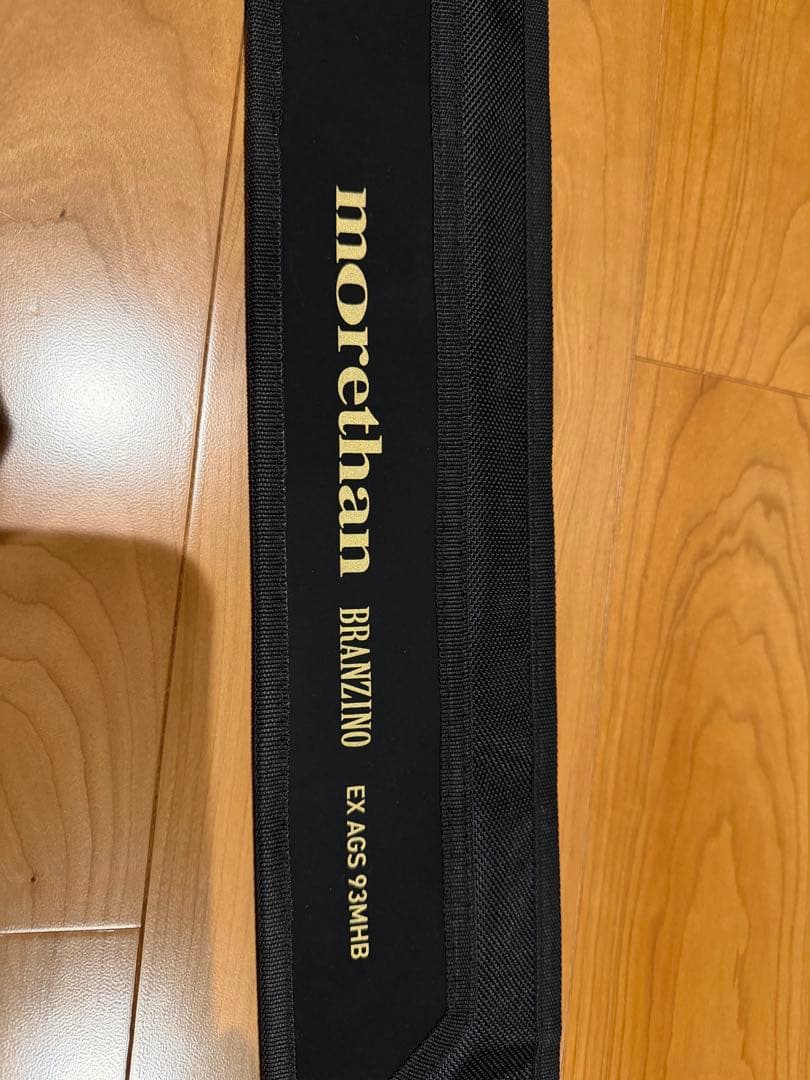 morethan BRANZINO EX AGS 93MHB